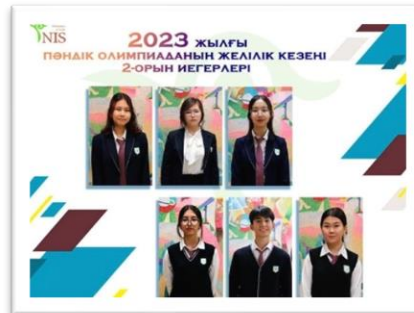 NIS
2023 ЖЫЛҒЫ
ПӘНДІК ОЛИМПИАДАНЫҢ ЖЕЛІЛІК КЕЗЕҢІ
2-ОРЫН ИЕГЕРЛЕРІ